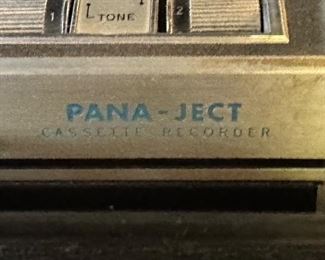 1 TONE 2
PANA-JECT
CASSETTE RECORDER